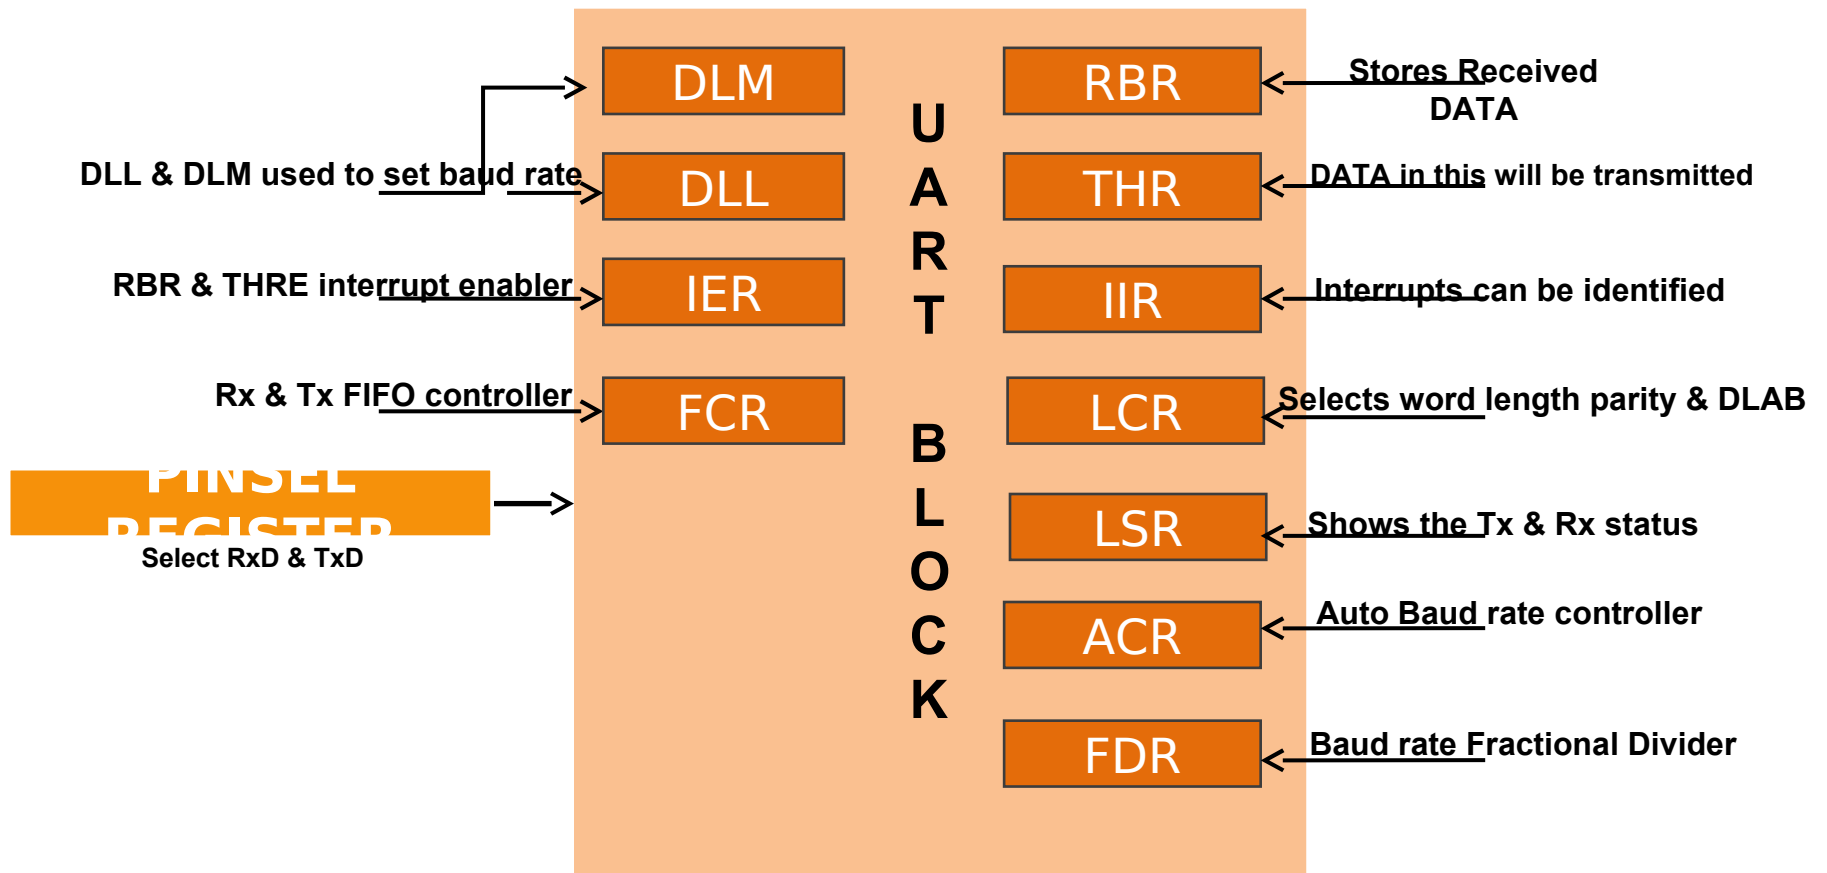 DLM
DLL & DLM used to set baud rate
DLL
RBR & THRE interrupt enabler
IER
Rx & Tx FIFO controller
FCR
PINSEL
REGISTER
Select RxD & TxD
U
A
R
T
B
L
O
C
K
RBR
Stores Received
DATA
THR
DATA in this will be transmitted
IIR
Interrupts can be identified
LCR
Selects word length parity & DLAB
LSR
Shows the Tx & Rx status
ACR
Auto Baud rate controller
FDR
Baud rate Fractional Divider